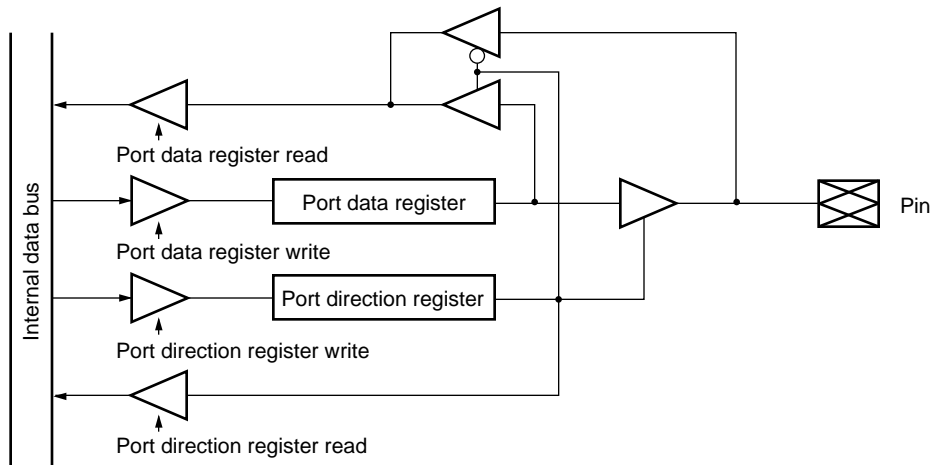 Internal data bus
Port data register read
Port data register
Pin
Port data register write
Port direction register
Port direction register write
Port direction register read